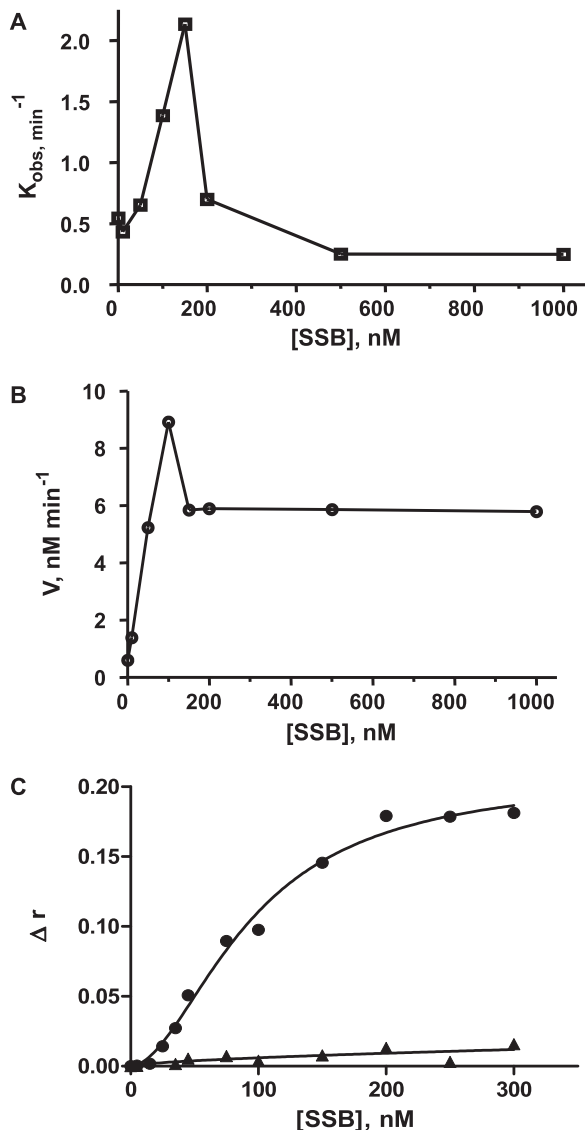 A
K_obs, min^-1
2.0
1.5
1.0
0.5
0.0
0 200 400 600 800 1000
[SSB], nM
B
V, nM min^-1
10
8
6
4
2
0
0 200 400 600 800 1000
[SSB], nM
C
Δ r
0.20
0.15
0.10
0.05
0.00
0 100 200 300
[SSB], nM